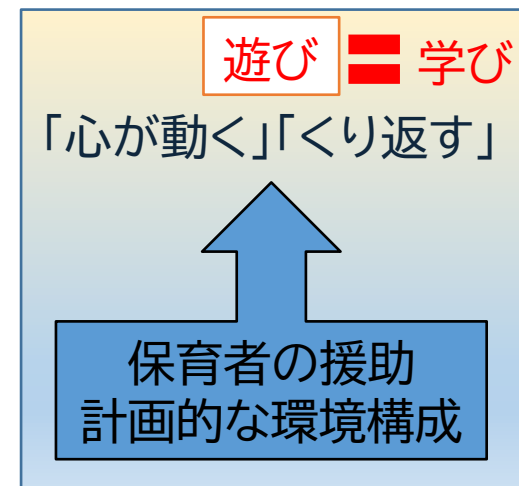 遊び = 学び
「心が動く」「くり返す」
保育者の援助
計画的な環境構成